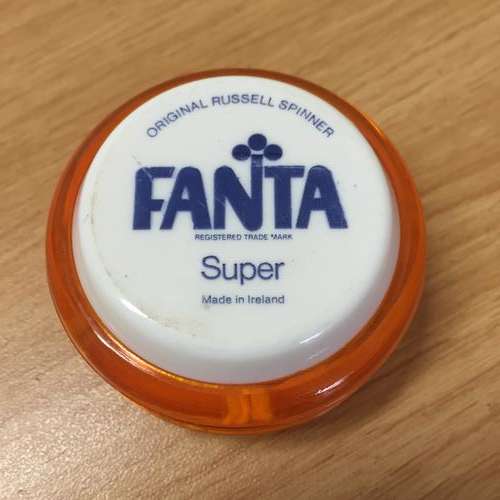 ORIGINAL RUSSELL SPINNER
FANTA
REGISTERED TRADE MARK
Super
Made in Ireland